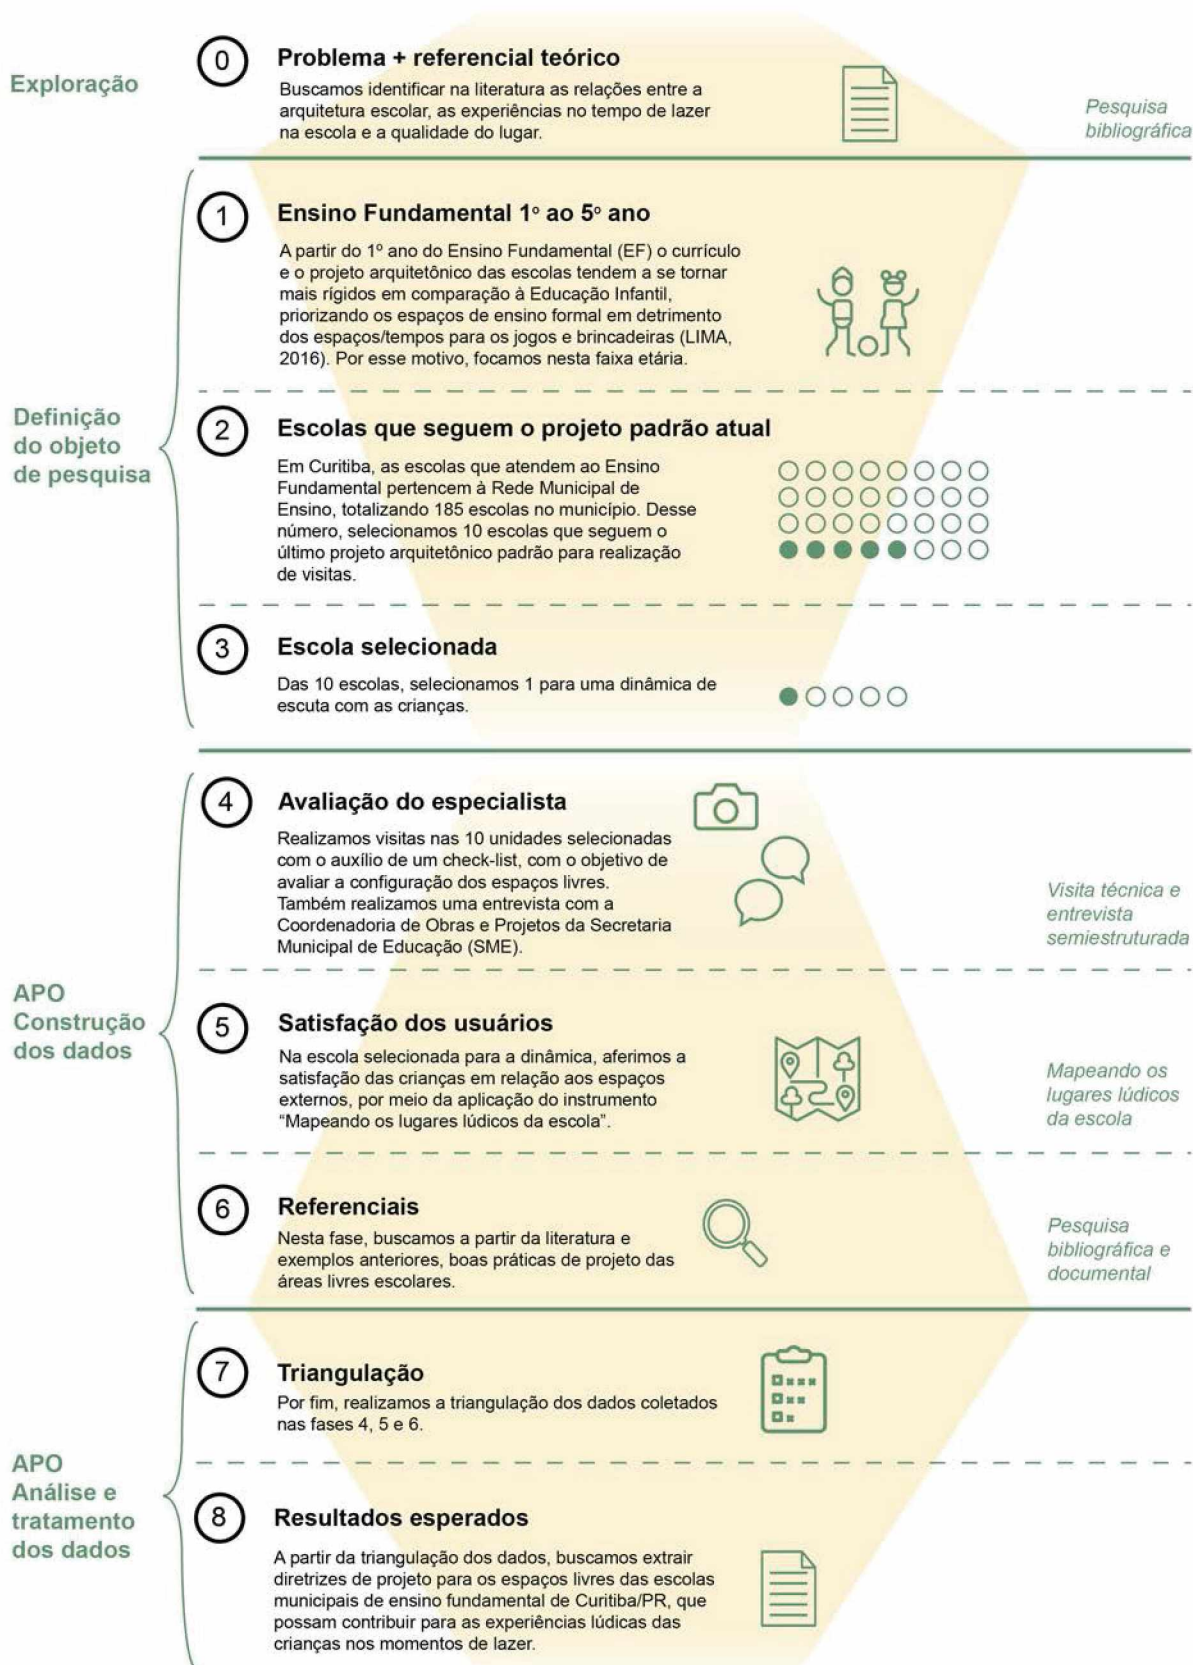 Exploração
0
Problema + referencial teórico
Buscamos identificar na literatura as relações entre a
arquitetura escolar, as experiências no tempo de lazer
na escola e a qualidade do lugar.
Pesquisa
bibliográfica
Definição
do objeto
de pesquisa
1
Ensino Fundamental 1º ao 5º ano
A partir do 1º ano do Ensino Fundamental (EF) o currículo
e o projeto arquitetônico das escolas tendem a se tornar
mais rígidos em comparação à Educação Infantil,
priorizando os espaços de ensino formal em detrimento
dos espaços/tempos para os jogos e brincadeiras (LIMA,
2016). Por esse motivo, focamos nesta faixa etária.
2
Escolas que seguem o projeto padrão atual
Em Curitiba, as escolas que atendem ao Ensino
Fundamental pertencem à Rede Municipal de
Ensino, totalizando 185 escolas no município. Desse
número, selecionamos 10 escolas que seguem o
último projeto arquitetônico padrão para realização
de visitas.
3
Escola selecionada
Das 10 escolas, selecionamos 1 para uma dinâmica de
escuta com as crianças.
APO
Construção
dos dados
4
Avaliação do especialista
Realizamos visitas nas 10 unidades selecionadas
com o auxílio de um check-list, com o objetivo de
avaliar a configuração dos espaços livres.
Também realizamos uma entrevista com a
Coordenadoria de Obras e Projetos da Secretaria
Municipal de Educação (SME).
Visita técnica e
entrevista
semiestruturada
5
Satisfação dos usuários
Na escola selecionada para a dinâmica, aferimos a
satisfação das crianças em relação aos espaços
externos, por meio da aplicação do instrumento
“Mapeando os lugares lúdicos da escola”.
Mapeando os
lugares lúdicos
da escola
6
Referenciais
Nesta fase, buscamos a partir da literatura e
exemplos anteriores, boas práticas de projeto das
áreas livres escolares.
Pesquisa
bibliográfica e
documental
APO
Análise e
tratamento
dos dados
7
Triangulação
Por fim, realizamos a triangulação dos dados coletados
nas fases 4, 5 e 6.
8
Resultados esperados
A partir da triangulação dos dados, buscamos extrair
diretrizes de projeto para os espaços livres das escolas
municipais de ensino fundamental de Curitiba/PR, que
possam contribuir para as experiências lúdicas das
crianças nos momentos de lazer.